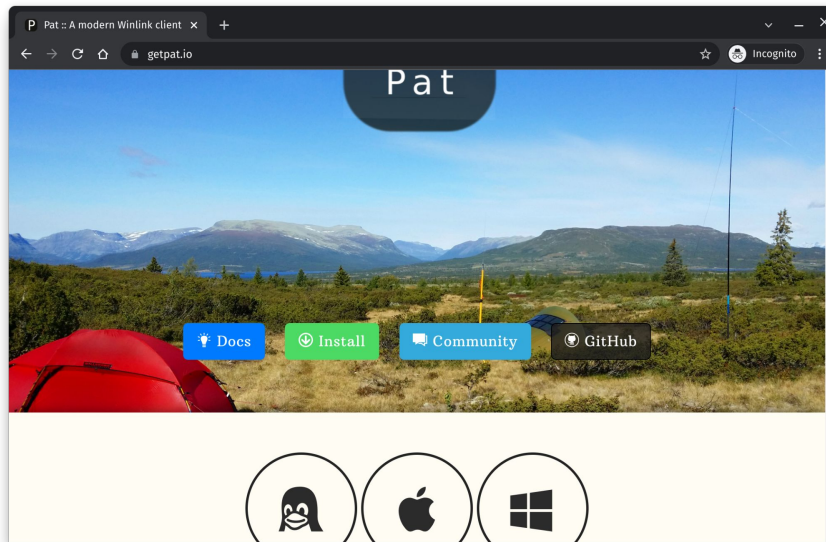 Pat :: A modern Winlink client
getpat.io
Incognito
Pat
Docs
Install
Community
GitHub